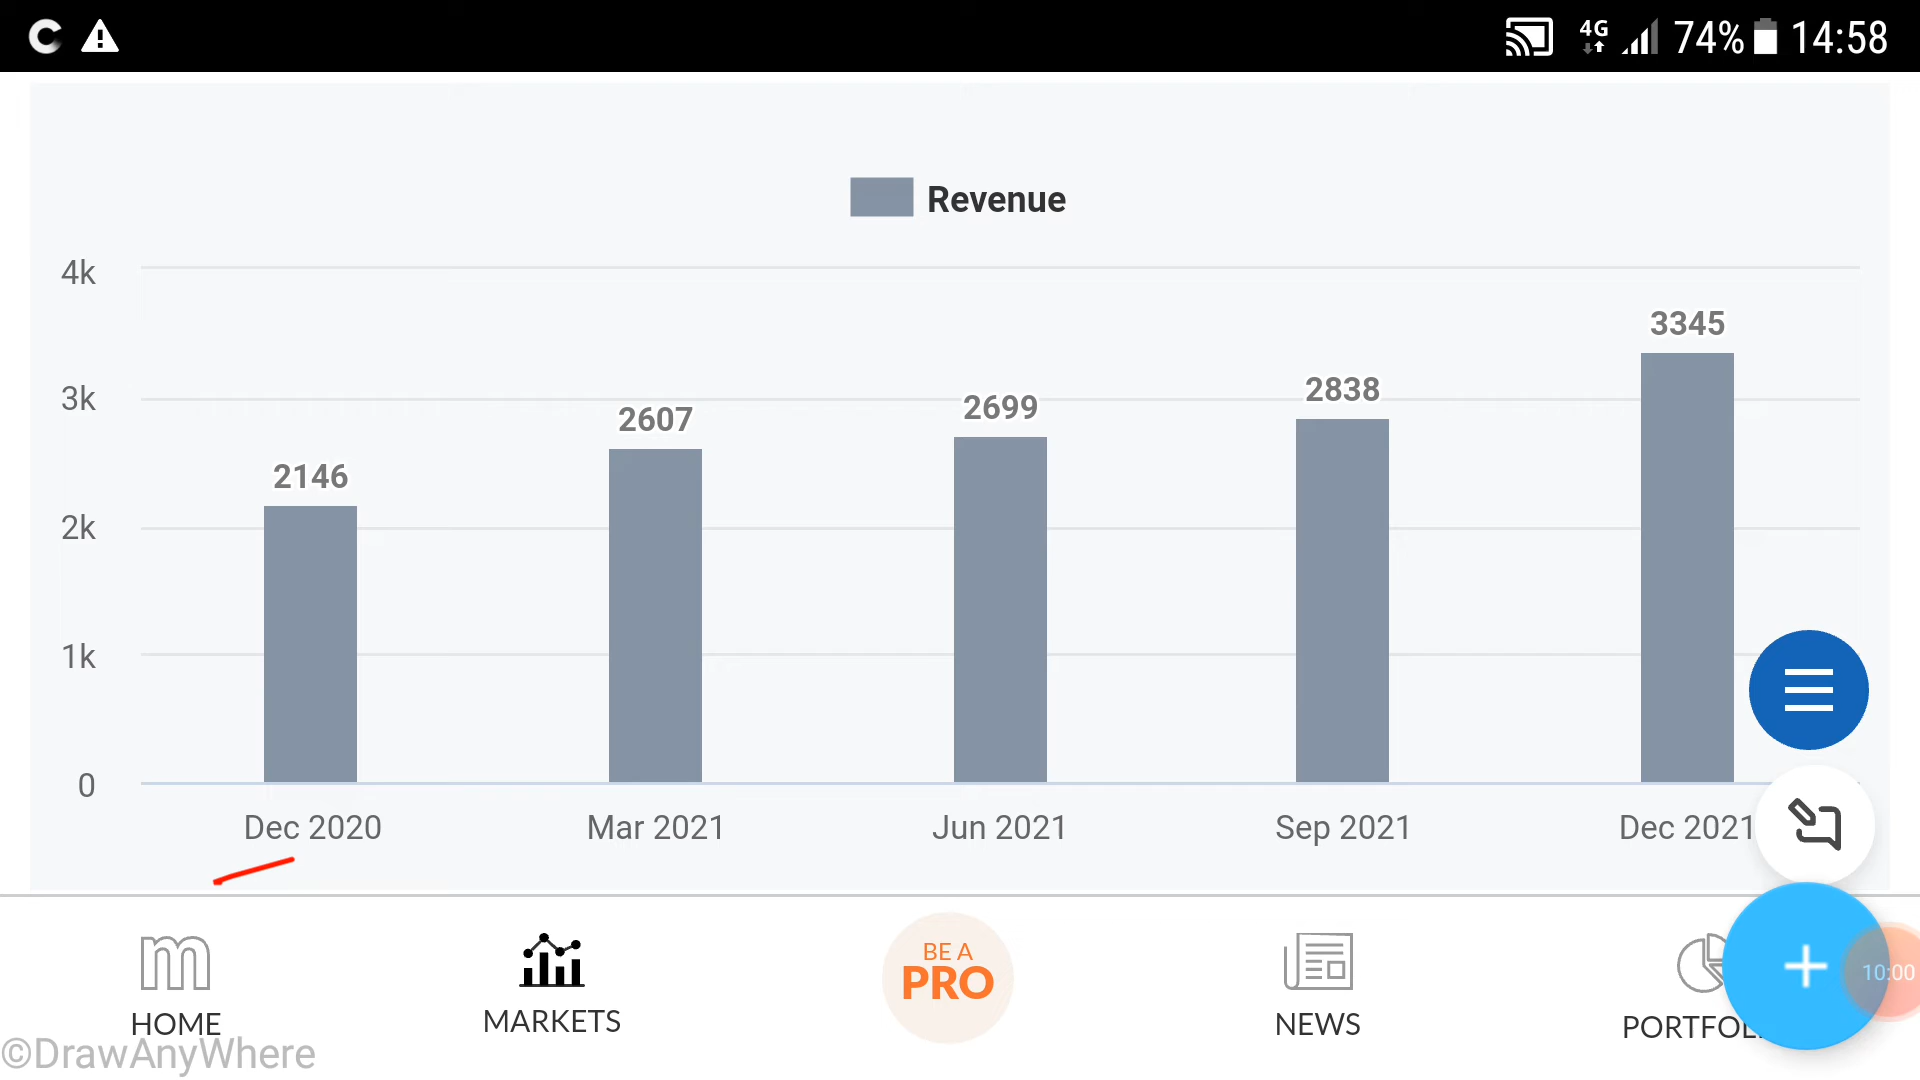 4G 74% 14:58
Revenue
4k
3k
2k
1k
0
2146
2607
2699
2838
3345
Dec 2020 Mar 2021 Jun 2021 Sep 2021 Dec 2021
BE A
PRO
10:00
HOME MARKETS NEWS PORTFOL
©DrawAnyWhere